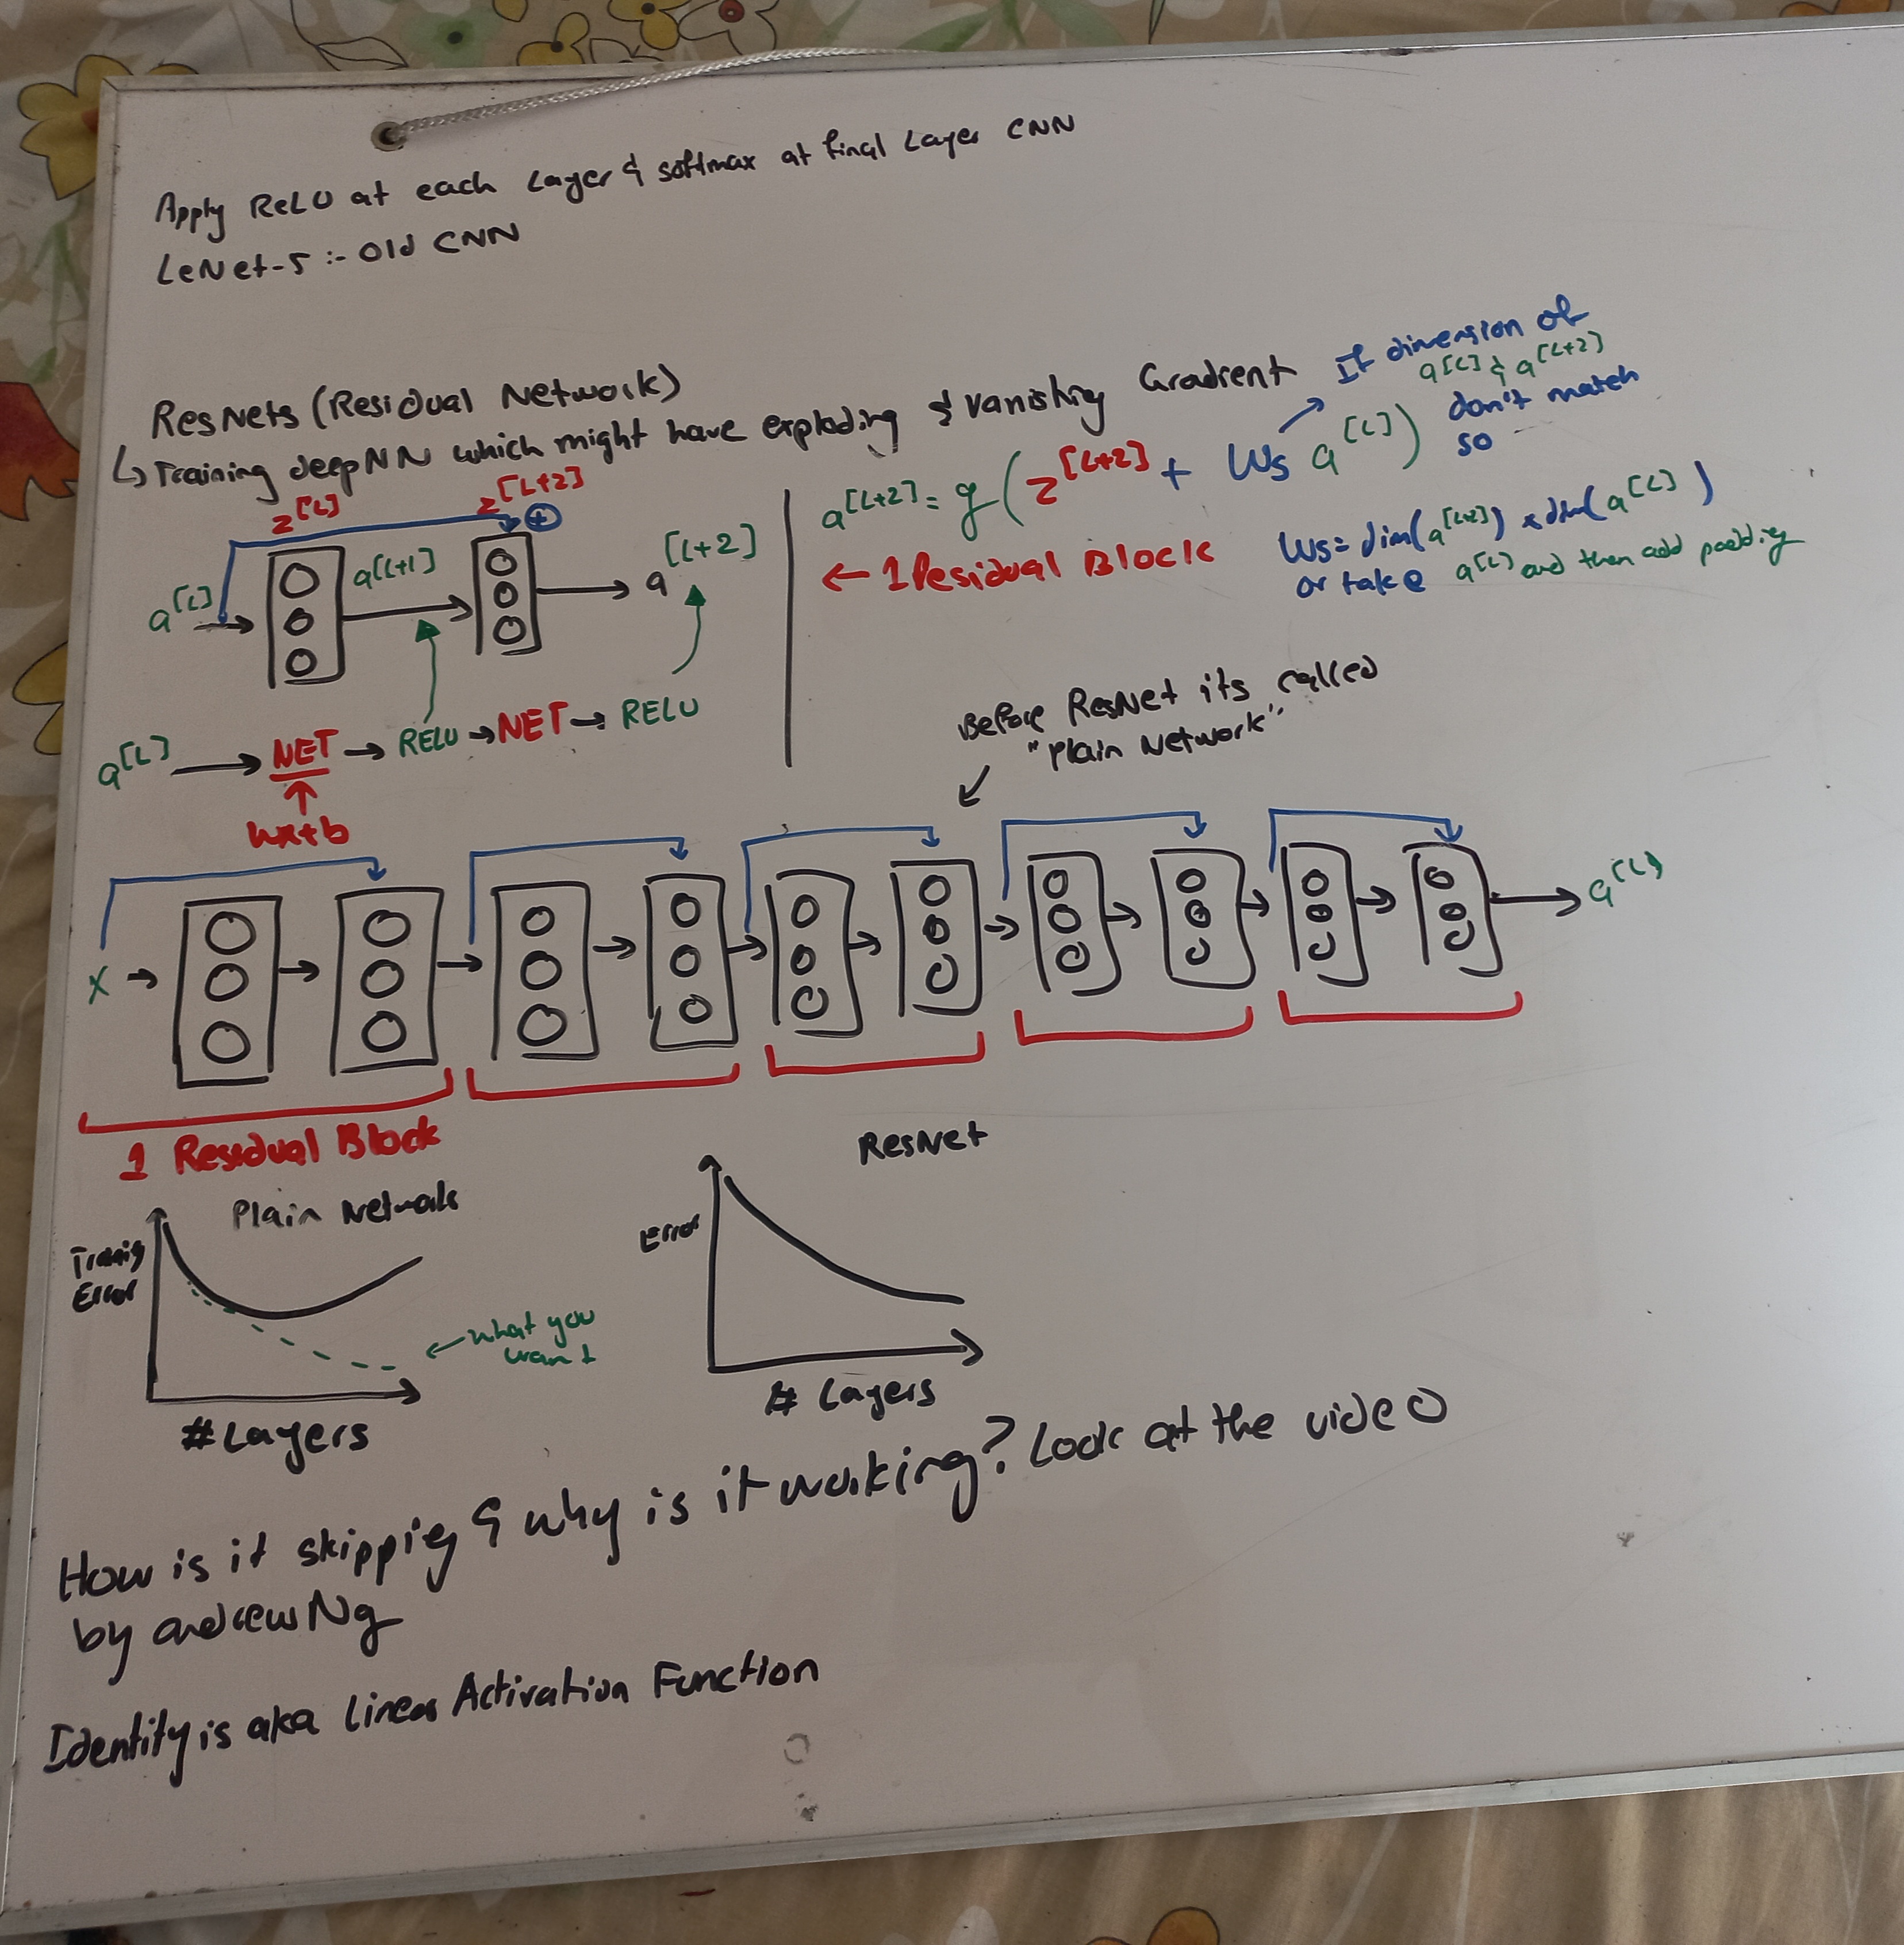 Apply ReLU at each Layer & softmax at final Layer CNN
LeNet-5 :- Old CNN
ResNets (Residual Network)
↳ Training deep NN which might have exploding & vanishing Gradient
If dimension of
a[L] & a[L+2]
don't match
so
z[L]
z[L+2]
+
a[L]
a[L+1]
a[L+2]
a[L+2] = g(z[L+2] + Ws a[L])
← 1 Residual Block
Ws = dim(a[L+2]) x dim(a[L])
or take a[L] and then add padding
a[L] → NET → RELU → NET → RELU
wx+b
Before ResNet its called
"Plain Network"
X →
a[L]
1 Residual Block
Plain Network
Training
Error
what you
want
# Layers
ResNet
Error
# Layers
How is it skippig & why is it working? Look at the video
by andrew Ng
Identity is aka Linear Activation Function